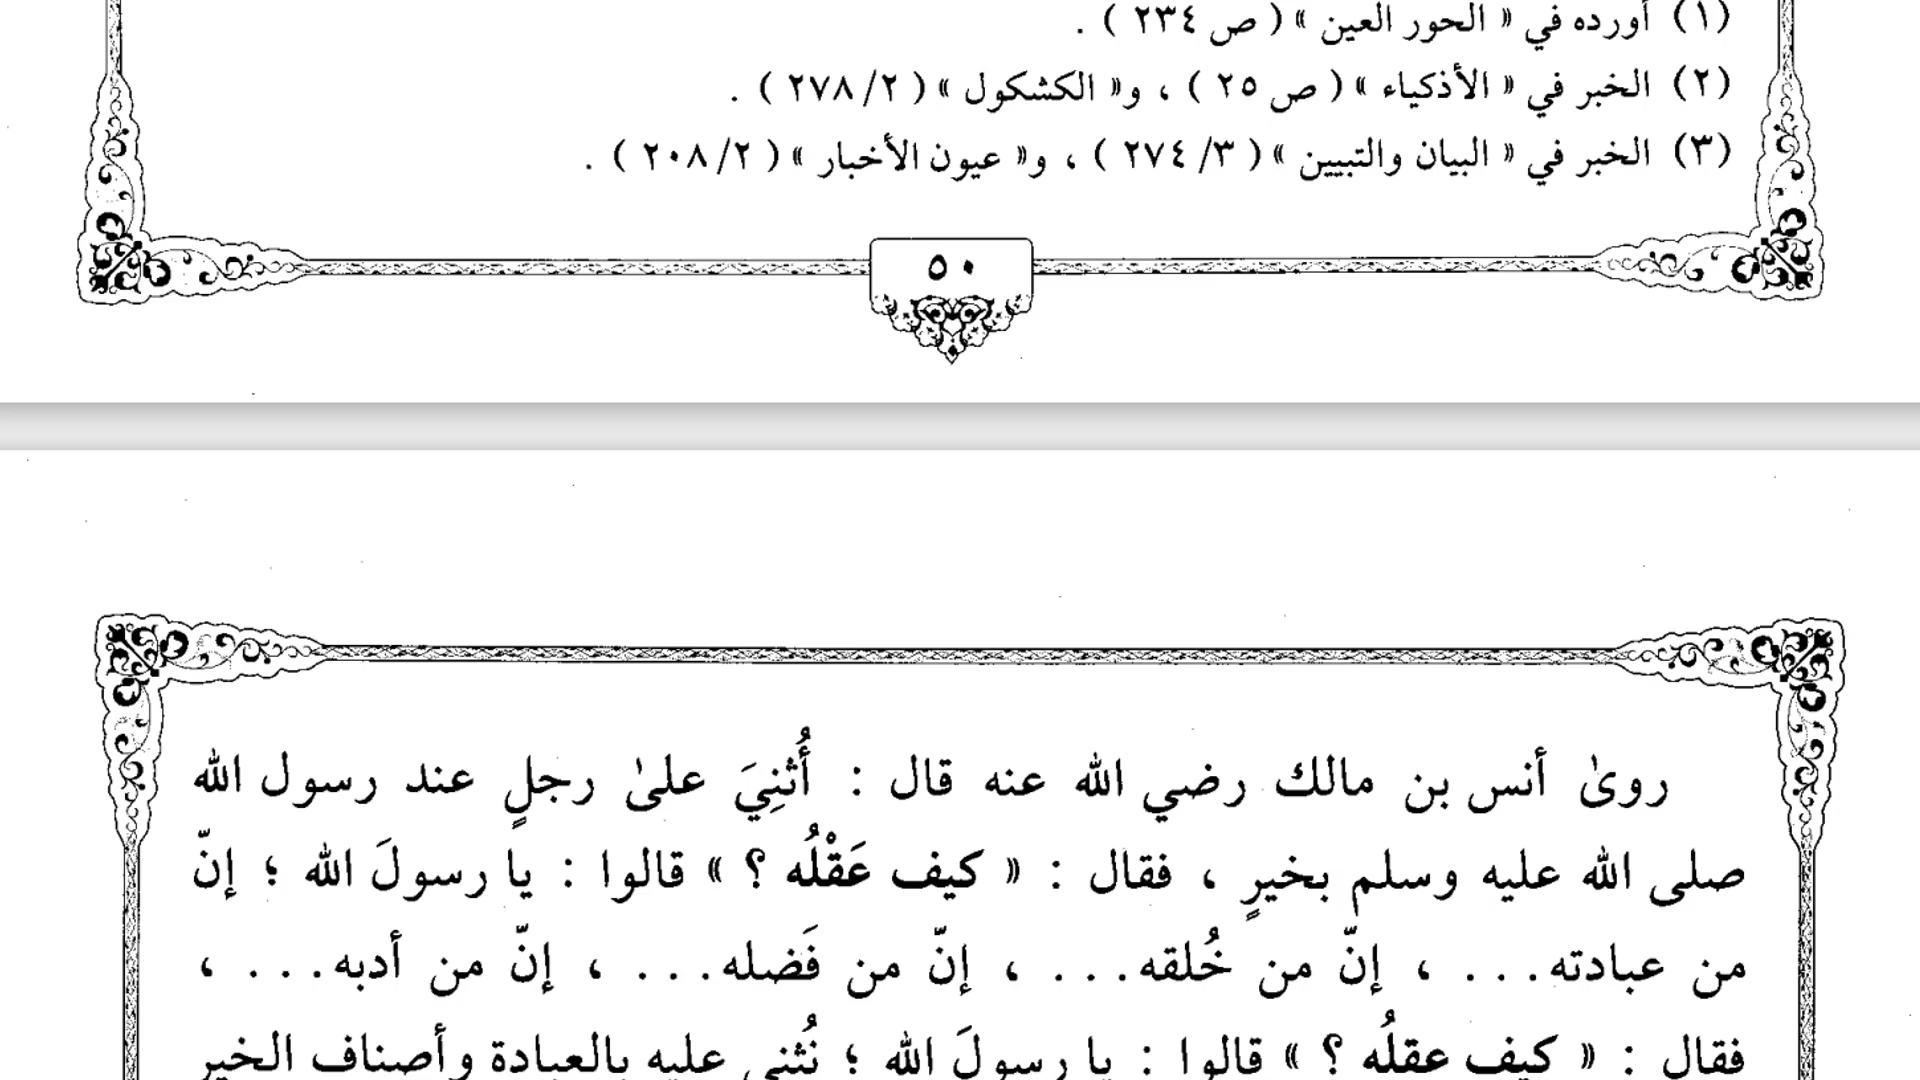 (١) أورده في « الحور العين » ( ص ٢٣٤ ) .
(٢) الخبر في « الأذكياء » ( ص ٢٥ ) ، و« الكشكول » ( ٢/ ٢٧٨ ) .
(٣) الخبر في « البيان والتبيين » ( ٣/ ٢٧٤ ) ، و« عيون الأخبار » ( ٢/ ٢٠٨ ) .
٥٠
روىٰ أنس بن مالك رضي الله عنه قال : أُثنِيَ علىٰ رجلٍ عند رسول الله
صلى الله عليه وسلم بخيرٍ ، فقال : « كيف عَقْلُه ؟ » قالوا : يا رسولَ الله ؛ إنّ
من عبادته... ، إنّ من خُلقه... ، إنّ من فَضله... ، إنّ من أدبه... ،
فقال : « كيف عقلُه ؟ » قالوا : يا رسولَ الله ؛ نُثني عليه بالعبادة وأصناف الخير